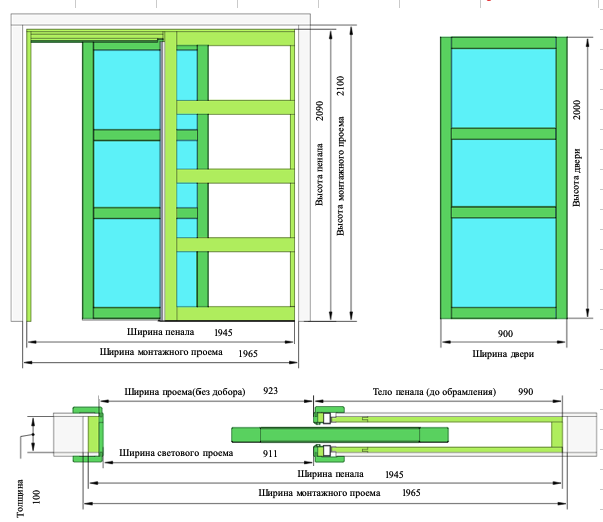 Высота пенала 2090
Высота монтажного проема 2100
Высота двери 2000
Ширина пенала 1945
Ширина монтажного проема 1965
900
Ширина двери
Ширина проема(без добора) 923
Тело пенала (до обрамления) 990
Ширина светового проема 911
Ширина пенала 1945
Ширина монтажного проема 1965
Толщина
100